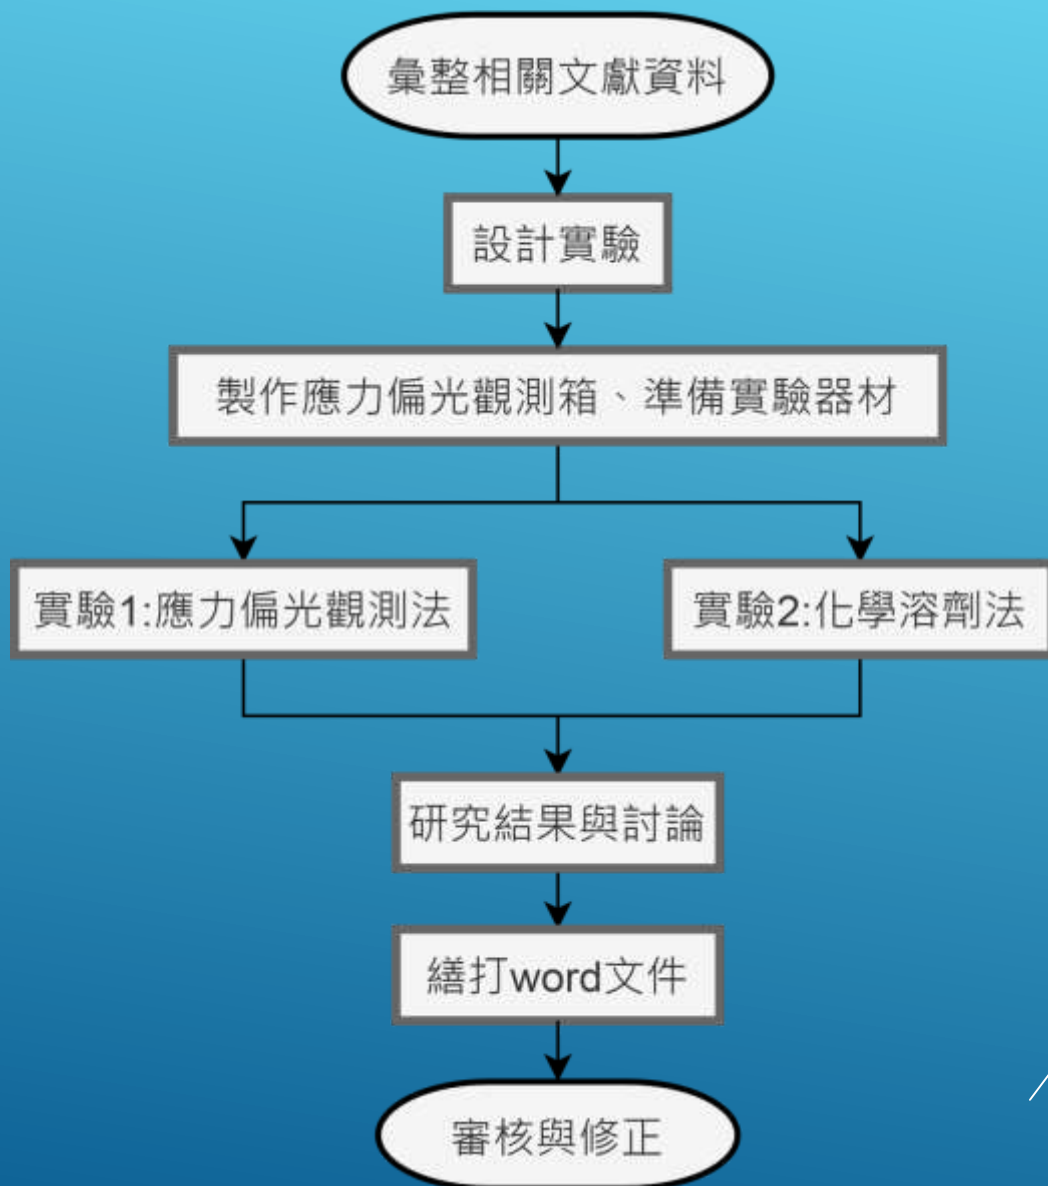 彙整相關文獻資料
設計實驗
製作應力偏光觀測箱、準備實驗器材
實驗1:應力偏光觀測法
實驗2:化學溶劑法
研究結果與討論
繕打word文件
審核與修正